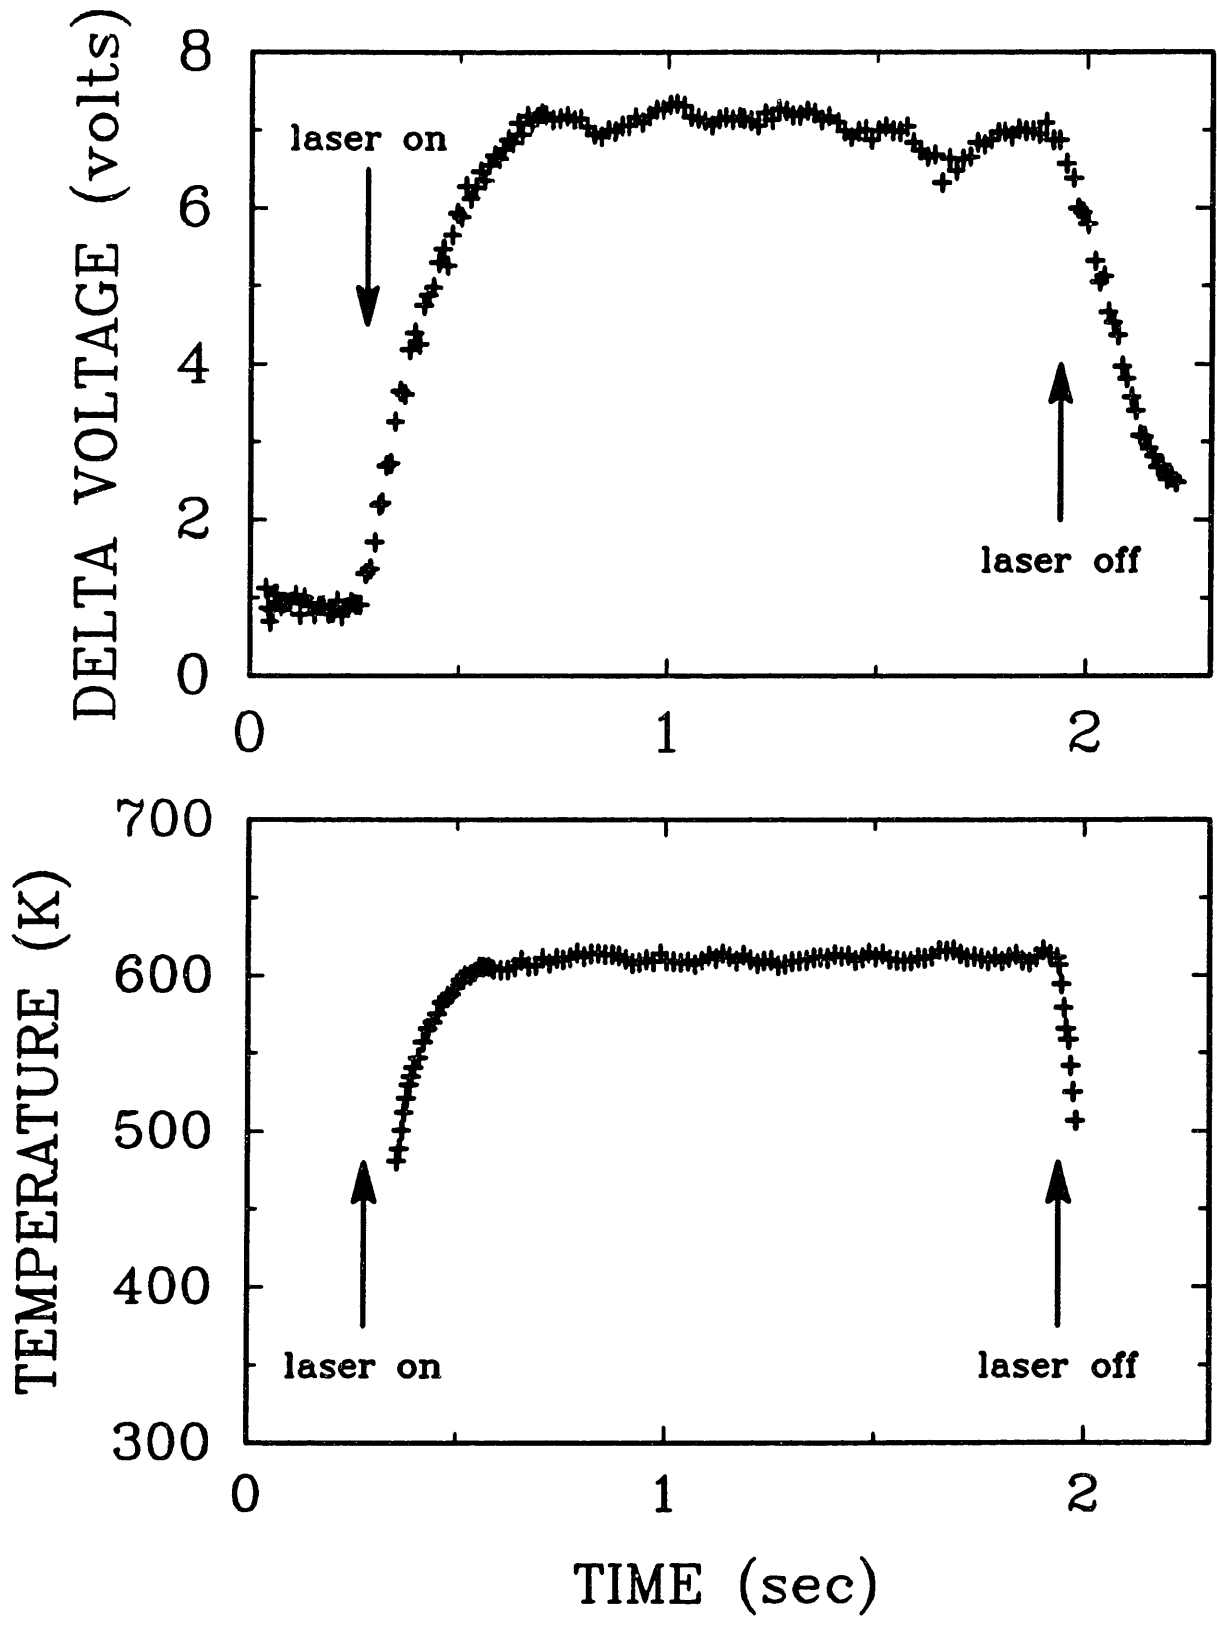 DELTA VOLTAGE (volts)
8
6
4
2
0
laser on
laser off
0 1 2
TEMPERATURE (K)
700
600
500
400
300
laser on
laser off
0 1 2
TIME (sec)